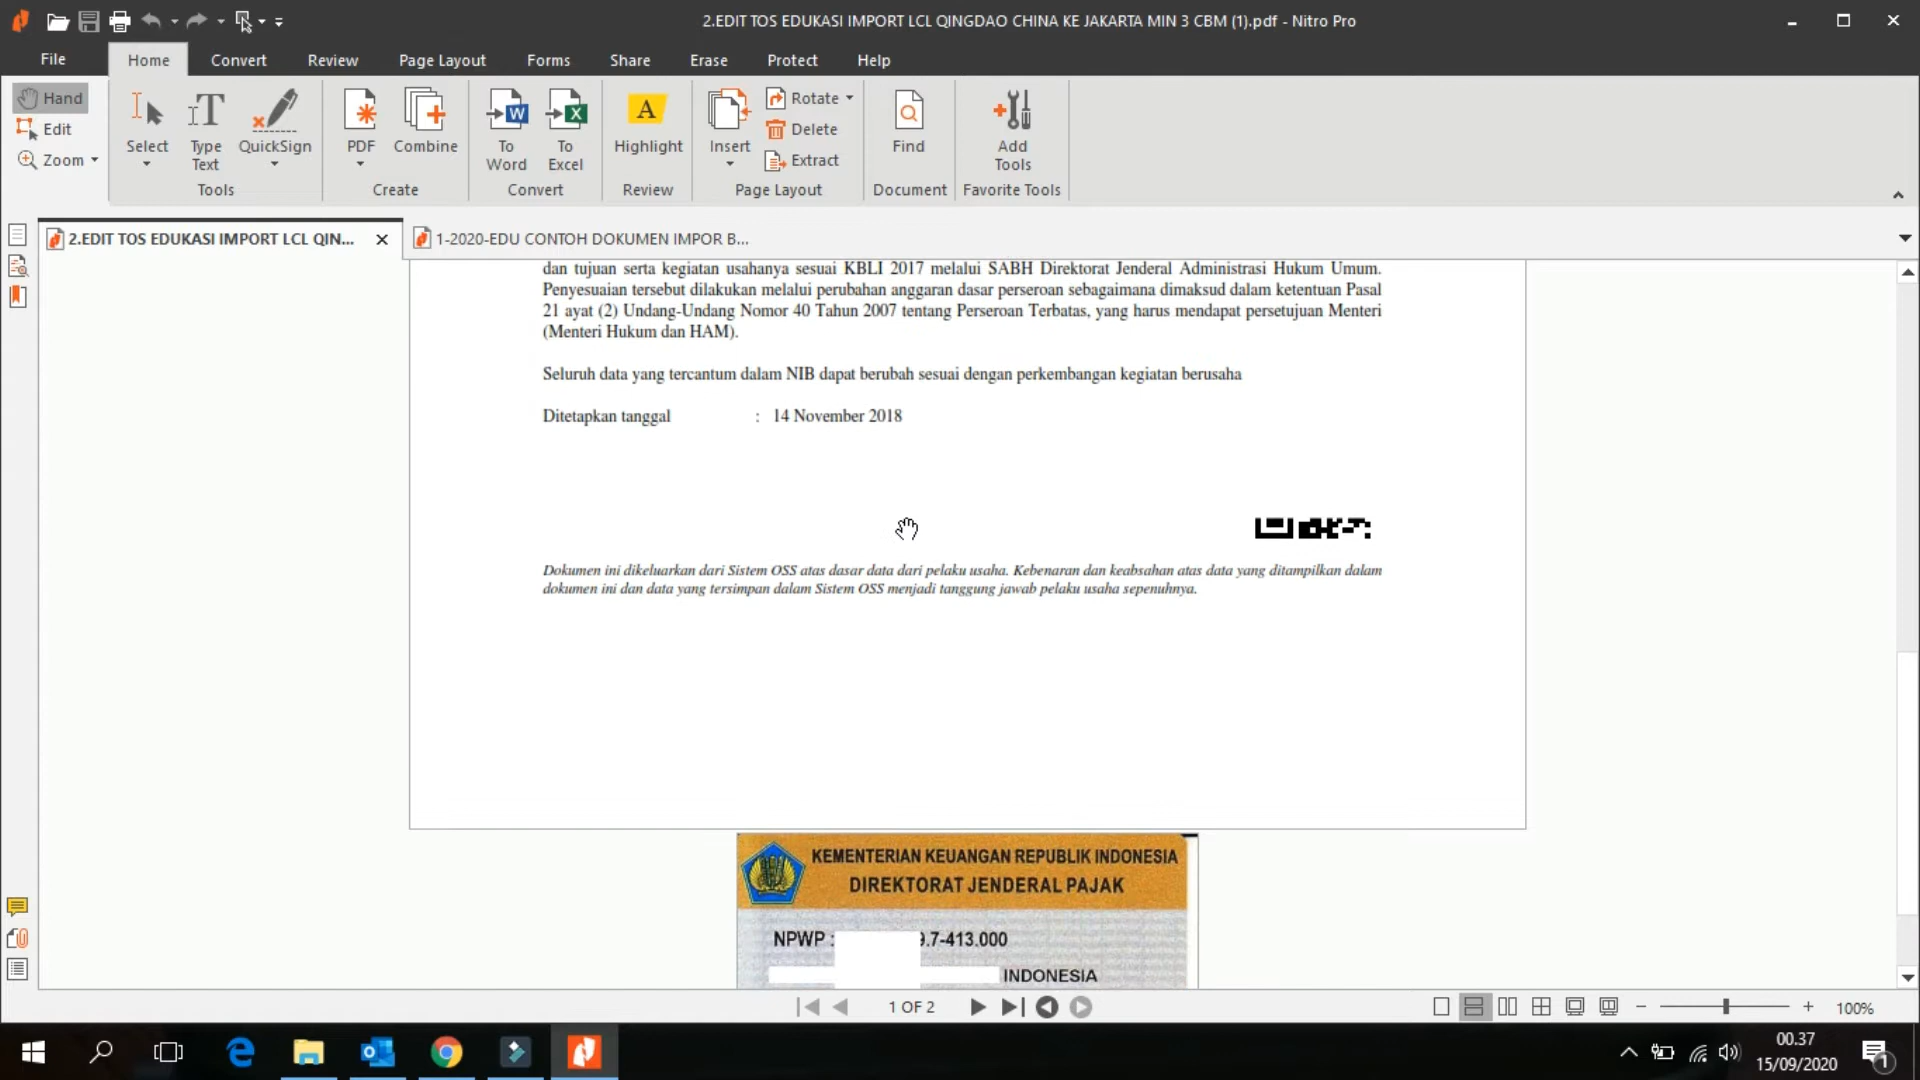 2.EDIT TOS EDUKASI IMPORT LCL QINGDAO CHINA KE JAKARTA MIN 3 CBM (1).pdf - Nitro Pro
File Home Convert Review Page Layout Forms Share Erase Protect Help
Hand
Edit
Zoom
Select
Type Text
QuickSign
Tools
PDF
Combine
Create
To Word
To Excel
Convert
Highlight
Review
Insert
Rotate
Delete
Extract
Page Layout
Find
Document
Add Tools
Favorite Tools
2.EDIT TOS EDUKASI IMPORT LCL QIN...
1-2020-EDU CONTOH DOKUMEN IMPOR B...
dan tujuan serta kegiatan usahanya sesuai KBLI 2017 melalui SABH Direktorat Jenderal Administrasi Hukum Umum.
Penyesuaian tersebut dilakukan melalui perubahan anggaran dasar perseroan sebagaimana dimaksud dalam ketentuan Pasal
21 ayat (2) Undang-Undang Nomor 40 Tahun 2007 tentang Perseroan Terbatas, yang harus mendapat persetujuan Menteri
(Menteri Hukum dan HAM).
Seluruh data yang tercantum dalam NIB dapat berubah sesuai dengan perkembangan kegiatan berusaha
Ditetapkan tanggal : 14 November 2018
Dokumen ini dikeluarkan dari Sistem OSS atas dasar data dari pelaku usaha. Kebenaran dan keabsahan atas data yang ditampilkan dalam
dokumen ini dan data yang tersimpan dalam Sistem OSS menjadi tanggung jawab pelaku usaha sepenuhnya.
KEMENTERIAN KEUANGAN REPUBLIK INDONESIA
DIREKTORAT JENDERAL PAJAK
NPWP : 9.7-413.000
INDONESIA
1 OF 2
100%
00.37
15/09/2020
1